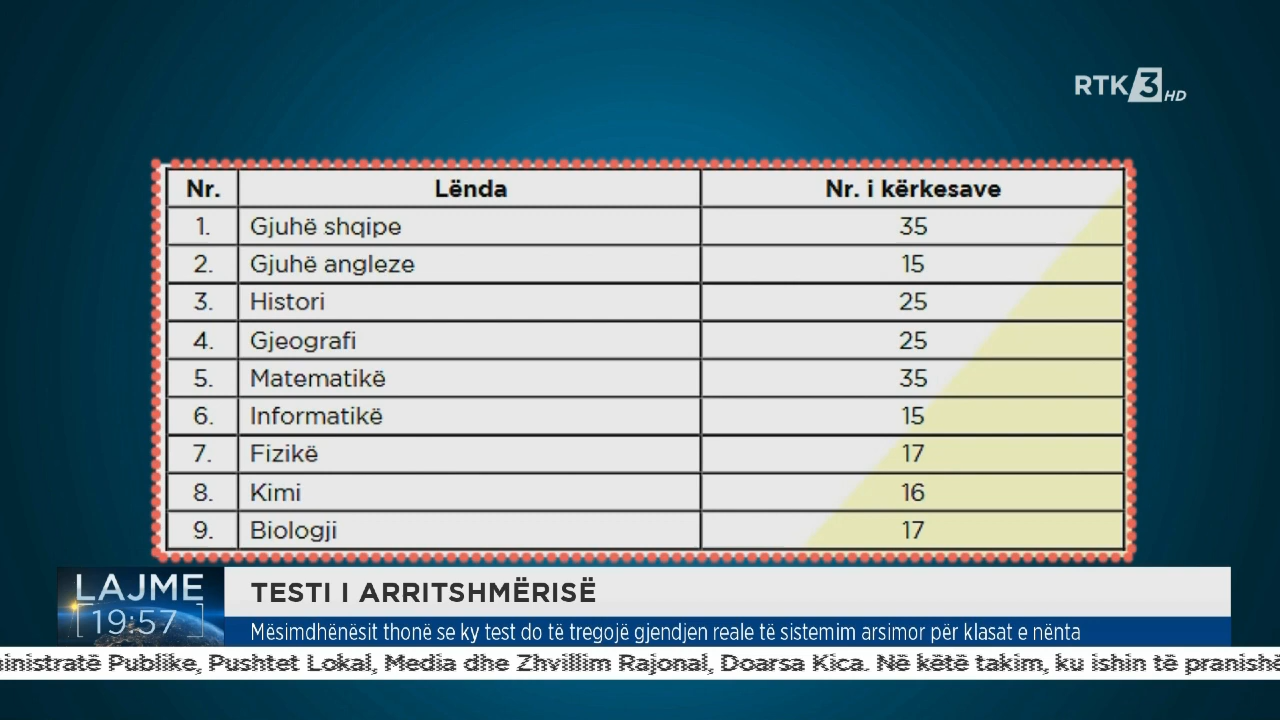 RTK 3 HD
Nr. Lënda Nr. i kërkesave
1. Gjuhë shqipe 35
2. Gjuhë angleze 15
3. Histori 25
4. Gjeografi 25
5. Matematikë 35
6. Informatikë 15
7. Fizikë 17
8. Kimi 16
9. Biologji 17
LAJME
19:57
TESTI I ARRITSHMËRISË
Mësimdhënësit thonë se ky test do të tregojë gjendjen reale të sistemim arsimor për klasat e nënta
inistratë Publike, Pushtet Lokal, Media dhe Zhvillim Rajonal, Doarsa Kica. Në këtë takim, ku ishin të pranishë